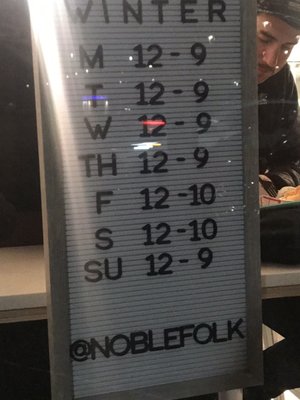 WINTER
M 12-9
T 12-9
W 12-9
TH 12-9
F 12-10
S 12-10
SU 12-9
@NOBLEFOLK